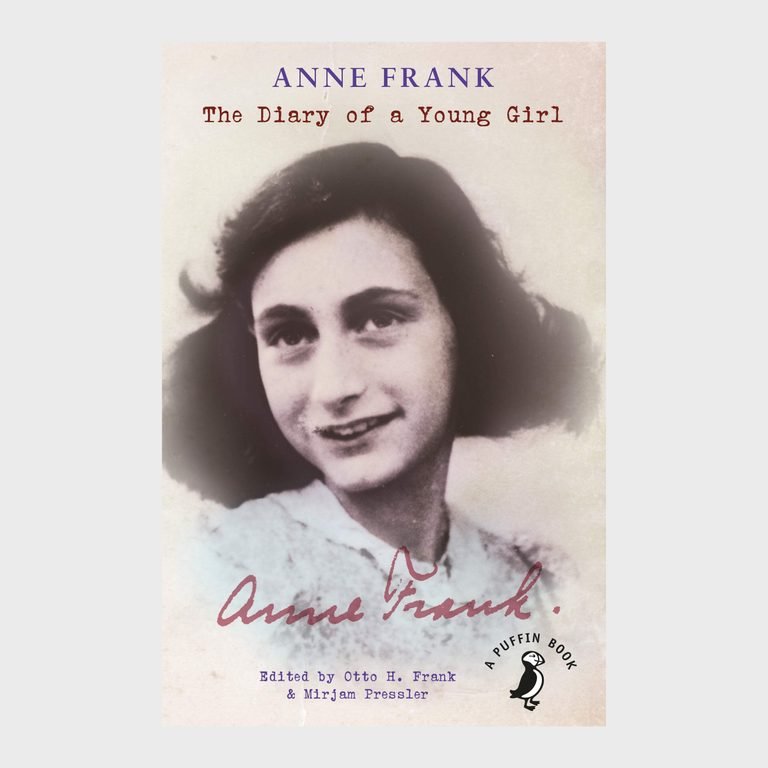 ANNE FRANK
The Diary of a Young Girl
Anne Frank.
A PUFFIN BOOK
Edited by Otto H. Frank
& Mirjam Pressler